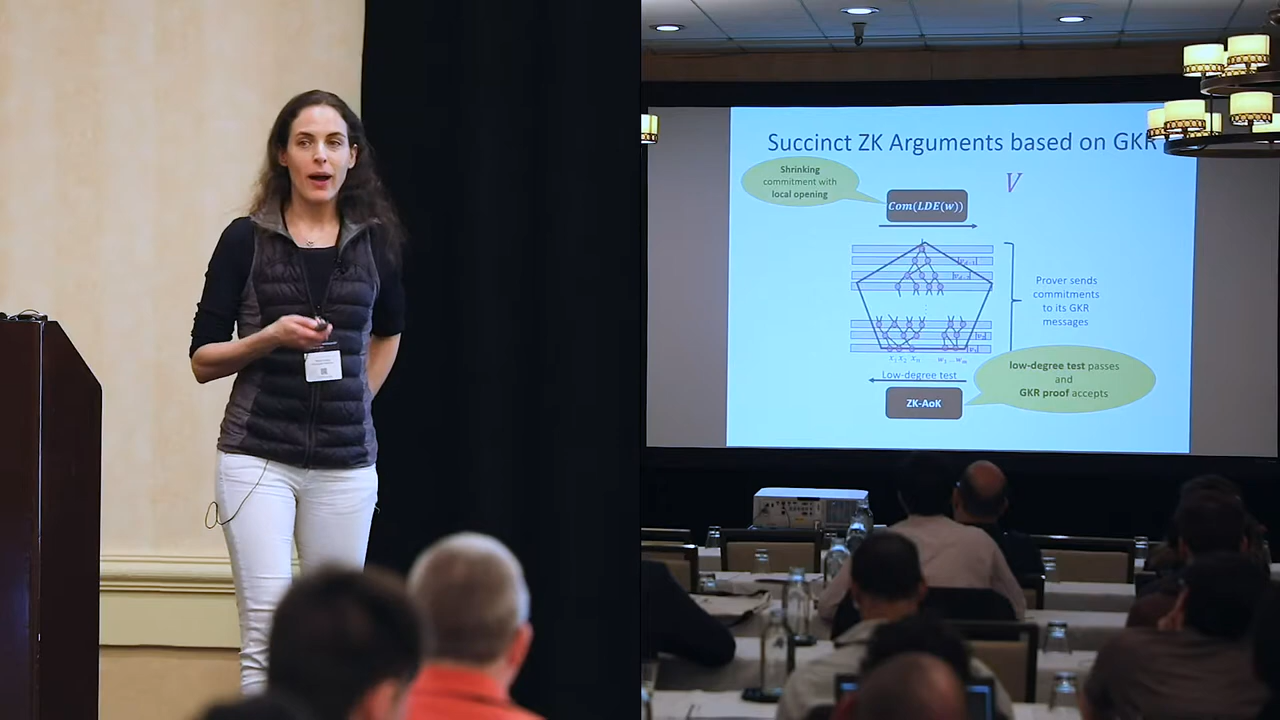 Succinct ZK Arguments based on GKR
Shrinking
commitment with
local opening
V
Com(LDE(w))
Prover sends
commitments
to its GKR
messages
Low-degree test
low-degree test passes
and
GKR proof accepts
ZK-AoK